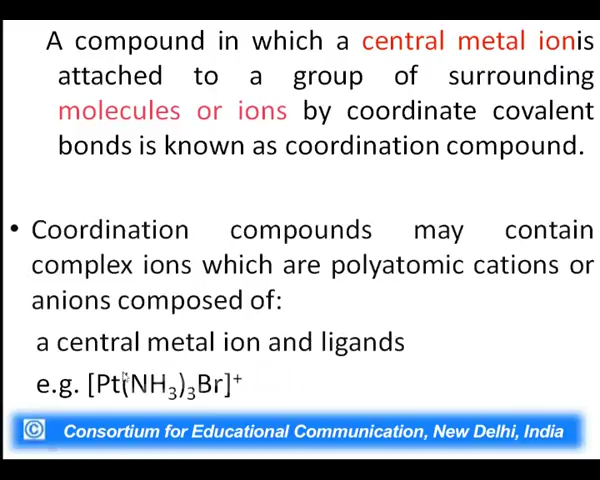 A compound in which a central metal ionis
attached to a group of surrounding
molecules or ions by coordinate covalent
bonds is known as coordination compound.
• Coordination compounds may contain
complex ions which are polyatomic cations or
anions composed of:
a central metal ion and ligands
e.g. [Pt(NH₃)₃Br]⁺
© Consortium for Educational Communication, New Delhi, India